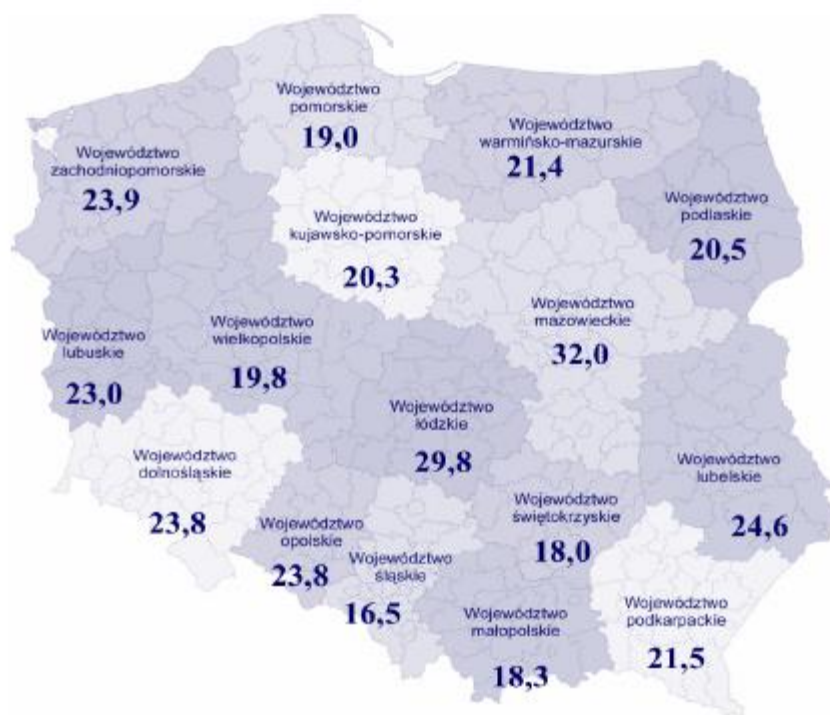 Województwo
pomorskie
19,0
Województwo
warmińsko-mazurskie
21,4
Województwo
zachodniopomorskie
23,9
Województwo
podlaskie
20,5
Województwo
kujawsko-pomorskie
20,3
Województwo
mazowieckie
32,0
Województwo
lubuskie
23,0
Województwo
wielkopolskie
19,8
Województwo
łódzkie
29,8
Województwo
dolnośląskie
23,8
Województwo
lubelskie
24,6
Województwo
opolskie
23,8
Województwo
śląskie
16,5
Województwo
świętokrzyskie
18,0
Województwo
małopolskie
18,3
Województwo
podkarpackie
21,5